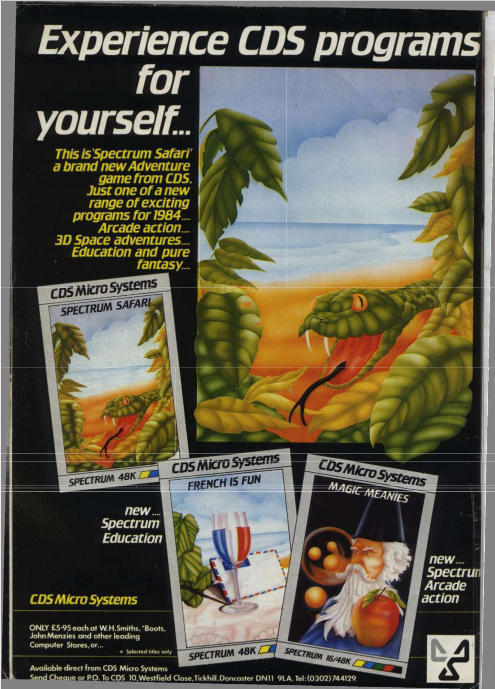 Experience CDS programs
for
yourself...
This is 'Spectrum Safari'
a brand new Adventure
game from CDS.
Just one of a new
range of exciting
programs for 1984....
Arcade action....
3D Space adventures....
Education and pure
fantasy....
CDS Micro Systems
SPECTRUM SAFARI
SPECTRUM 48K
CDS Micro Systems
FRENCH IS FUN
SPECTRUM 48K
CDS Micro Systems
MAGIC MEANIES
SPECTRUM 16/48K
new....
Spectrum
Education
new....
Spectrum
Arcade
action
CDS Micro Systems
ONLY £5·95 each at W.H.Smiths, *Boots,
John Menzies and other leading
Computer Stores, or...
* Selected titles only
Available direct from CDS Micro Systems
Send Cheque or P.O. To CDS 10, Westfield Close, Tickhill, Doncaster DN11 9LA. Tel: (0302) 744129.